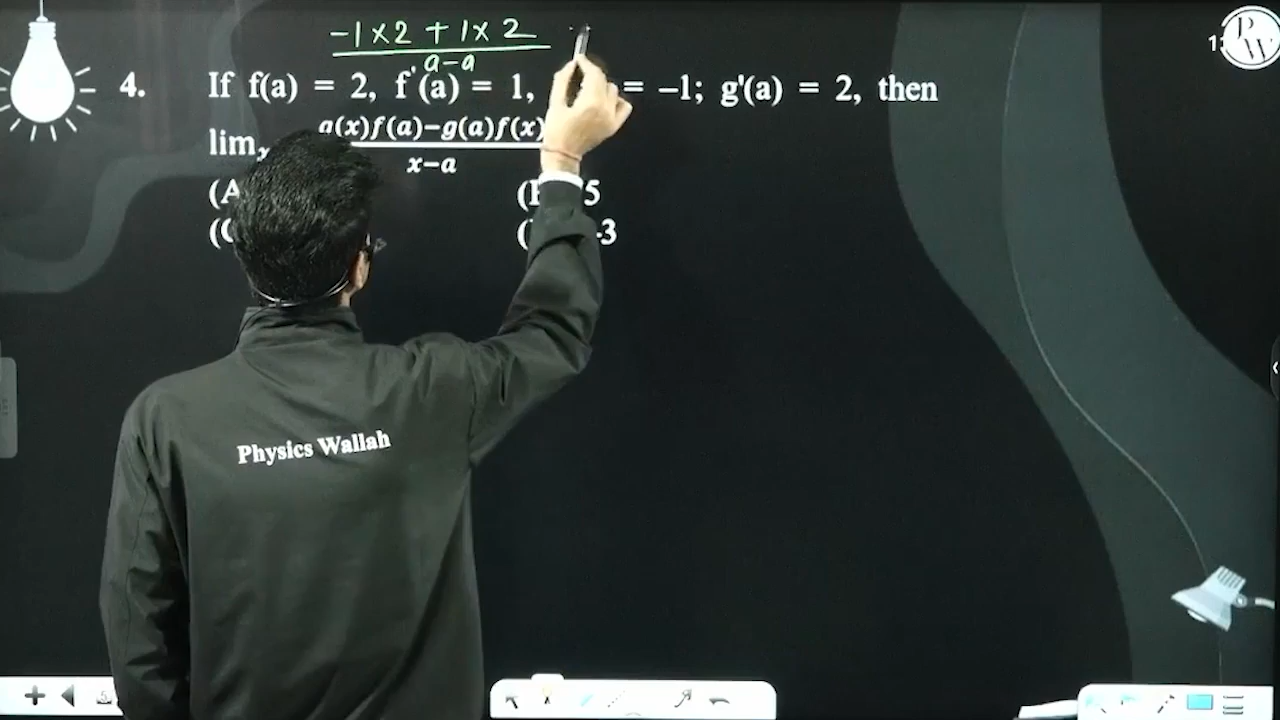 -1×2 + 1×2
a-a
4. If f(a) = 2, f'(a) = 1, = –1; g'(a) = 2, then
lim g(x)f(a)−g(a)f(x)
x−a
5
-3
Physics Wallah
P
W